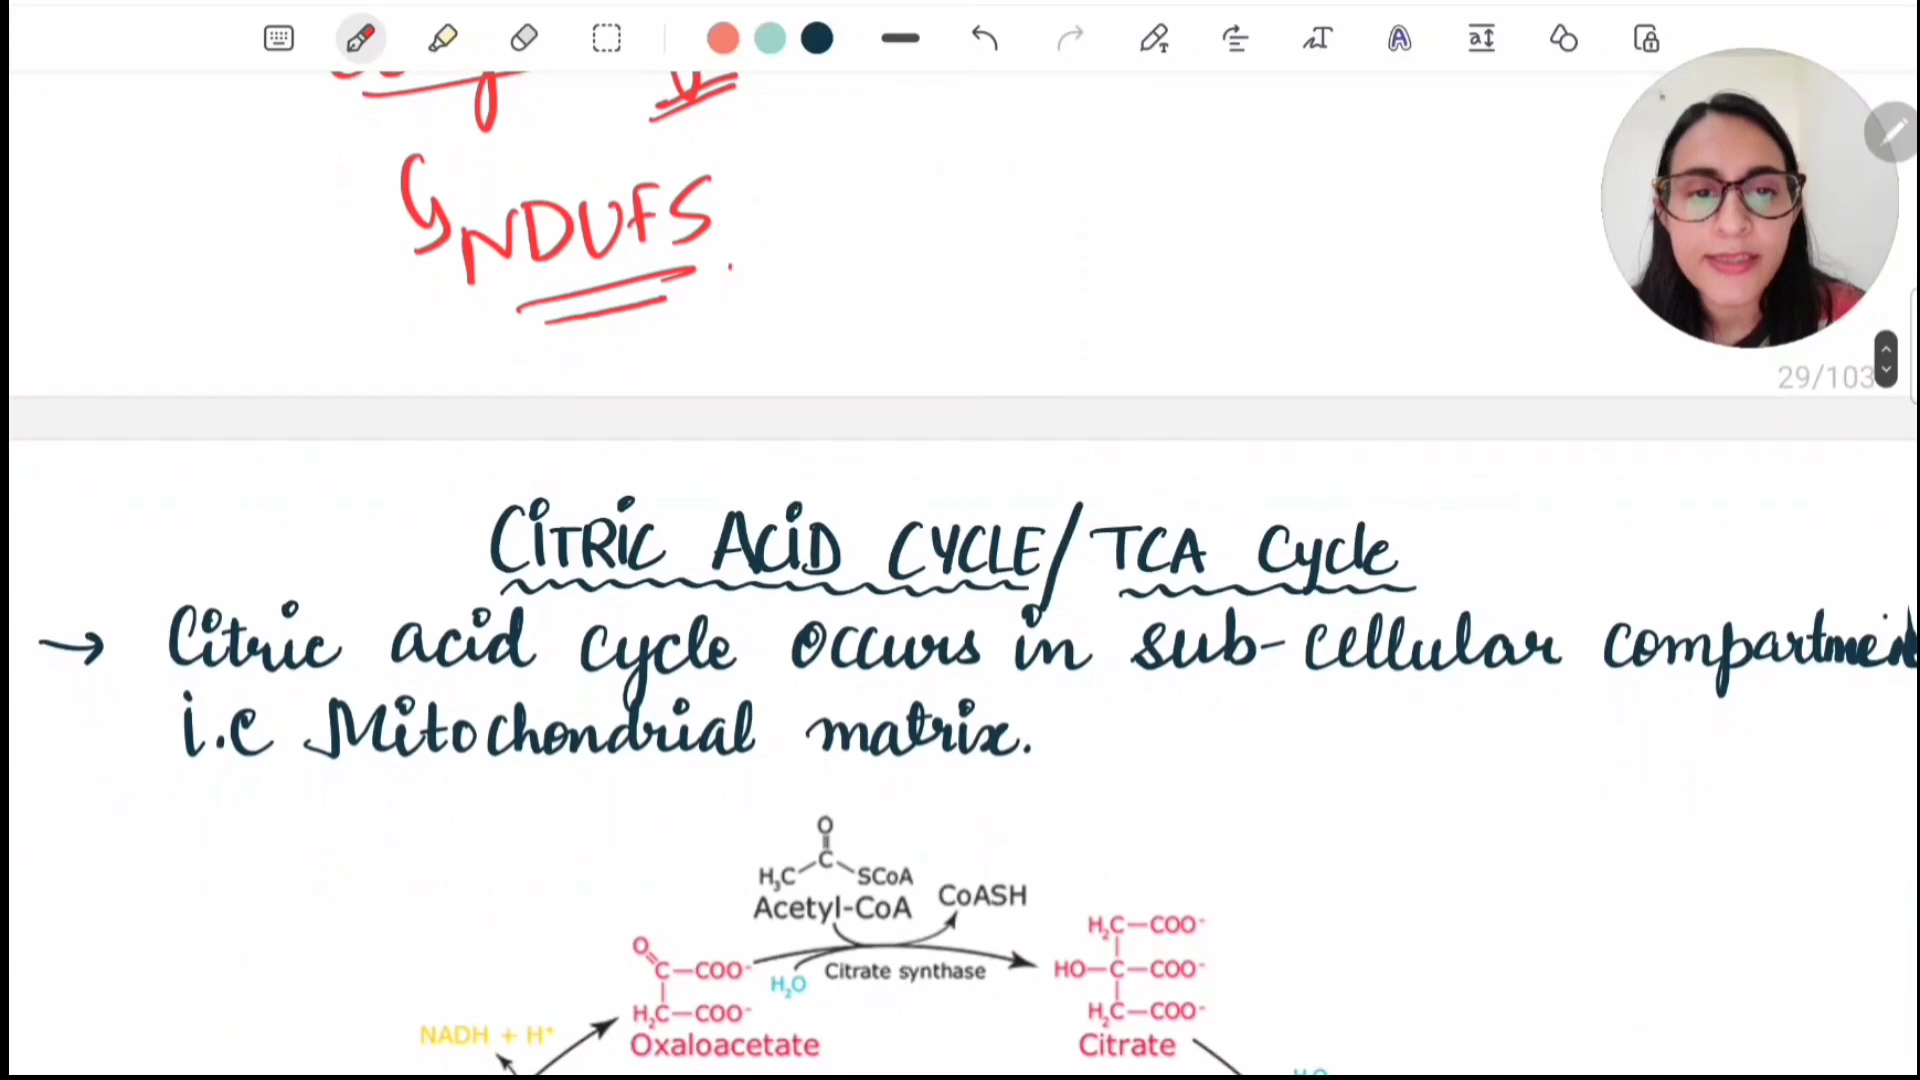 NDUFS
29/103
CITRIC ACID CYCLE/TCA Cycle
→ Citric acid cycle occurs in sub-cellular compartment
i.e Mitochondrial matrix.
O
C
H₃C SCoA
Acetyl-CoA CoASH
H₂C—COO⁻
O
C—COO⁻ H₂O Citrate synthase HO—C—COO⁻
H₂C—COO⁻ H₂C—COO⁻
NADH + H⁺ Oxaloacetate Citrate